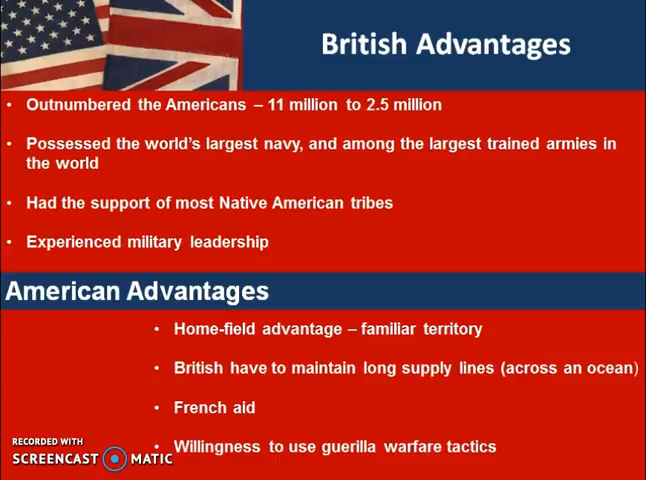 British Advantages
• Outnumbered the Americans – 11 million to 2.5 million
• Possessed the world's largest navy, and among the largest trained armies in
the world
• Had the support of most Native American tribes
• Experienced military leadership
American Advantages
• Home-field advantage – familiar territory
• British have to maintain long supply lines (across an ocean)
• French aid
• Willingness to use guerilla warfare tactics
RECORDED WITH
SCREENCAST MATIC